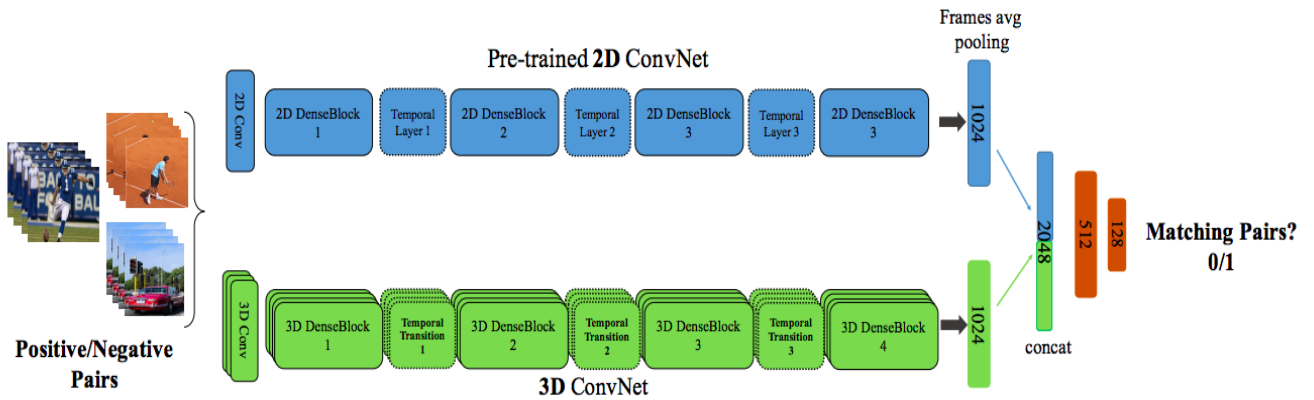 Frames avg
pooling
Pre-trained 2D ConvNet
2D Conv
2D DenseBlock
1
Temporal
Layer 1
2D DenseBlock
2
Temporal
Layer 2
2D DenseBlock
3
Temporal
Layer 3
2D DenseBlock
3
1024
2048
512
128
Matching Pairs?
0/1
3D Conv
3D DenseBlock
1
Temporal
Transition
1
3D DenseBlock
2
Temporal
Transition
2
3D DenseBlock
3
Temporal
Transition
3
3D DenseBlock
4
1024
concat
Positive/Negative
Pairs
3D ConvNet